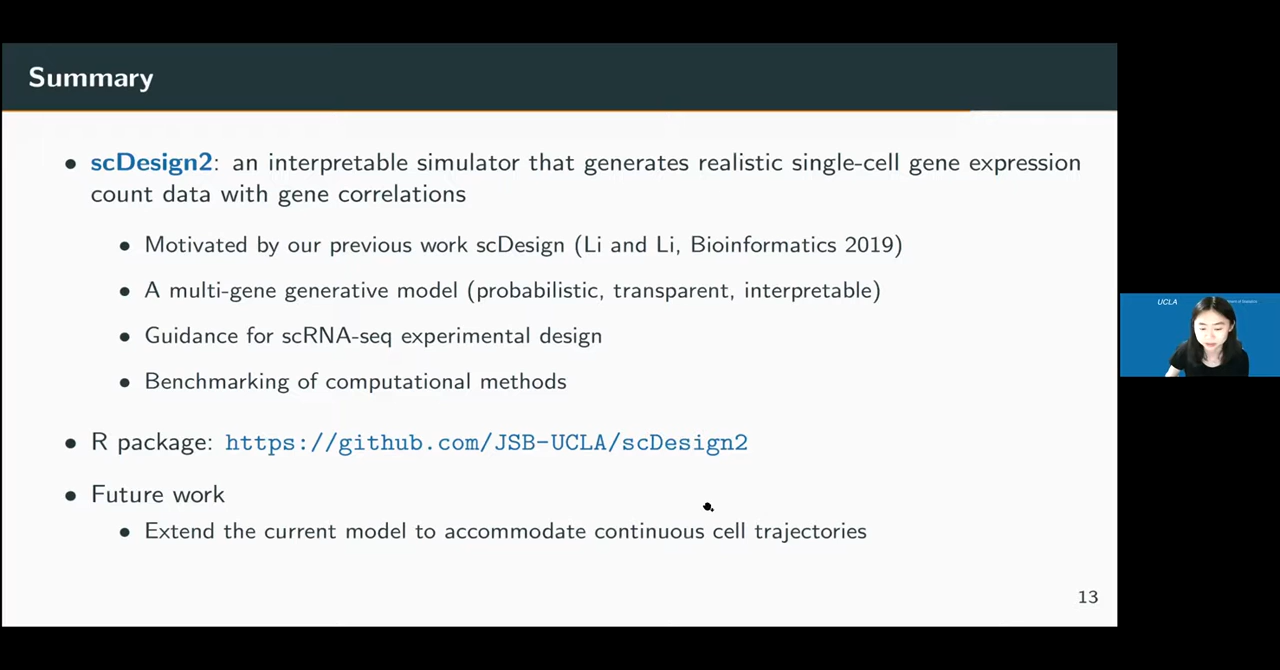 Summary
• scDesign2: an interpretable simulator that generates realistic single-cell gene expression
count data with gene correlations
• Motivated by our previous work scDesign (Li and Li, Bioinformatics 2019)
• A multi-gene generative model (probabilistic, transparent, interpretable)
• Guidance for scRNA-seq experimental design
• Benchmarking of computational methods
• R package: https://github.com/JSB-UCLA/scDesign2
• Future work
• Extend the current model to accommodate continuous cell trajectories
13
UCLA